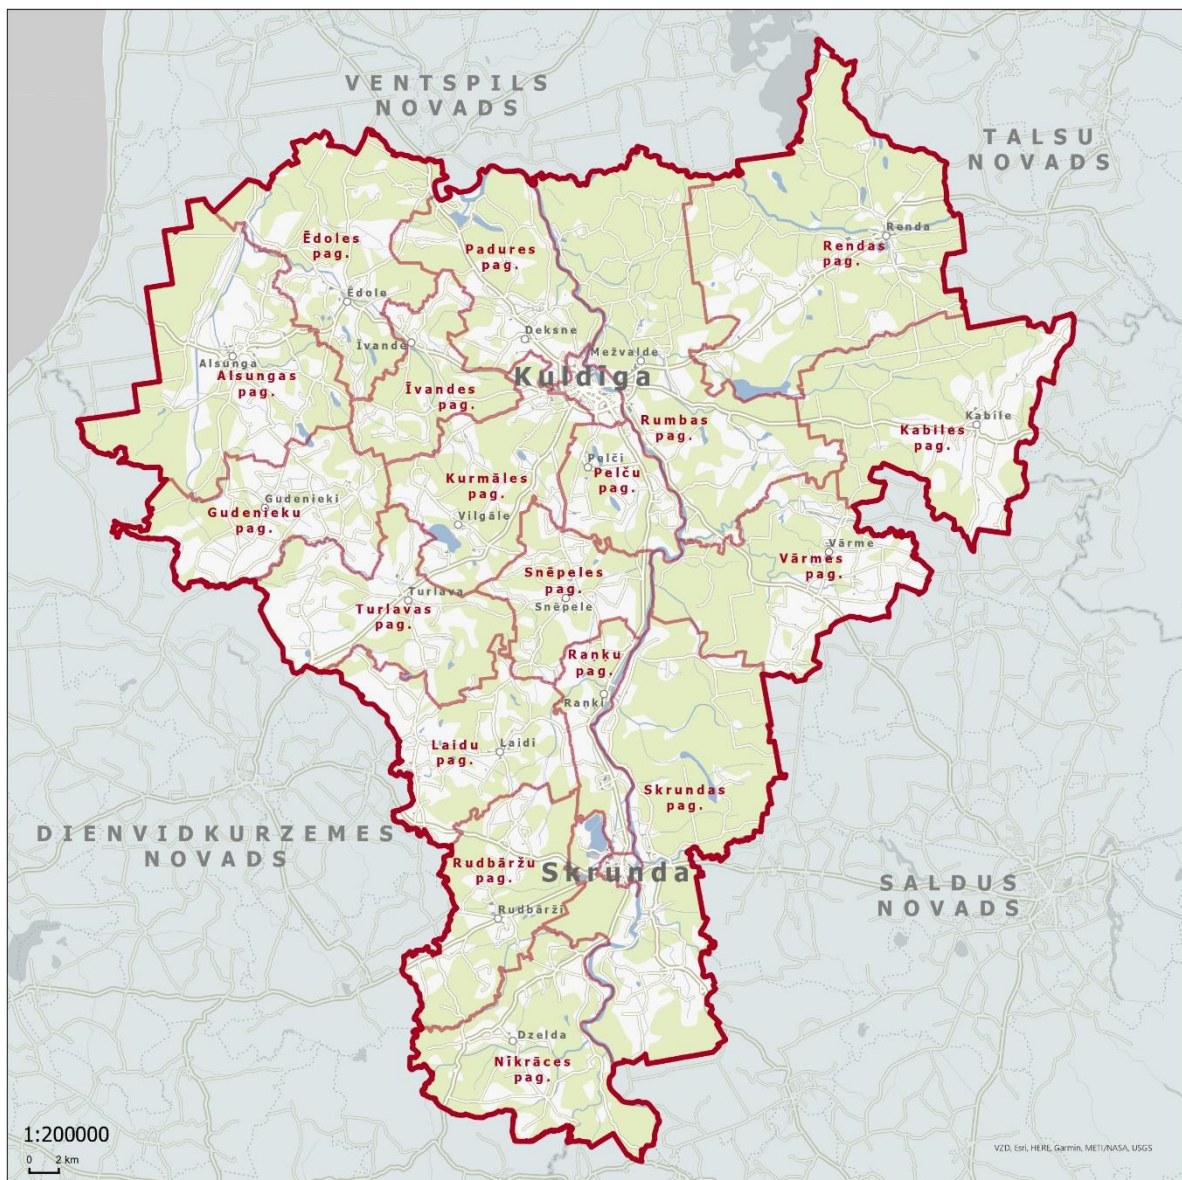 VENTSPILS
NOVADS
TALSU
NOVADS
Ēdoles
pag.
Padures
pag.
Renda
Rendas
pag.
Ēdole
Deksne
Īvande
Mežvalde
Alsunga
Alsungas
pag.
Kuldīga
Īvandes
pag.
Rumbas
pag.
Kabile
Kabiles
pag.
Pelči
Pelču
pag.
Kurmāles
pag.
Gudenieki
Gudenieku
pag.
Vilgāle
Vārme
Vārmes
pag.
Snēpeles
pag.
Snēpele
Turlava
Turlavas
pag.
Raņķu
pag.
Raņķi
Laidi
Laidu
pag.
Skrundas
pag.
DIENVIDKURZEMES
NOVADS
Rudbāržu
pag.
Skrunda
SALDUS
NOVADS
Rudbārži
Dzelda
Nīkrāces
pag.
1:200000
0 2 km
VZD, Esri, HERE, Garmin, METI/NASA, USGS